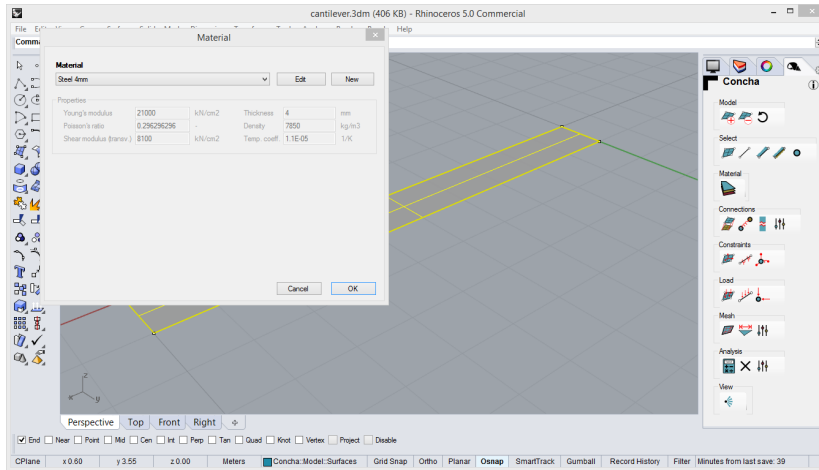 cantilever.3dm (406 KB) - Rhinoceros 5.0 Commercial
File
Help
Material
Comma
Material
Steel 4mm
Edit
New
Properties
Young's modulus 21000 kN/cm2 Thickness 4 mm
Poisson's ratio 0.296296296 - Density 7850 kg/m3
Shear modulus (transv.) 8100 kN/cm2 Temp. coeff. 1.1E-05 1/K
Cancel
OK
Concha
Model
Select
Material
Connections
Constraints
Load
Mesh
Analysis
View
z
x y
Perspective Top Front Right
End Near Point Mid Cen Int Perp Tan Quad Knot Vertex Project Disable
CPlane x 0.60 y 3.55 z 0.00 Meters Concha::Model::Surfaces Grid Snap Ortho Planar Osnap SmartTrack Gumball Record History Filter Minutes from last save: 39